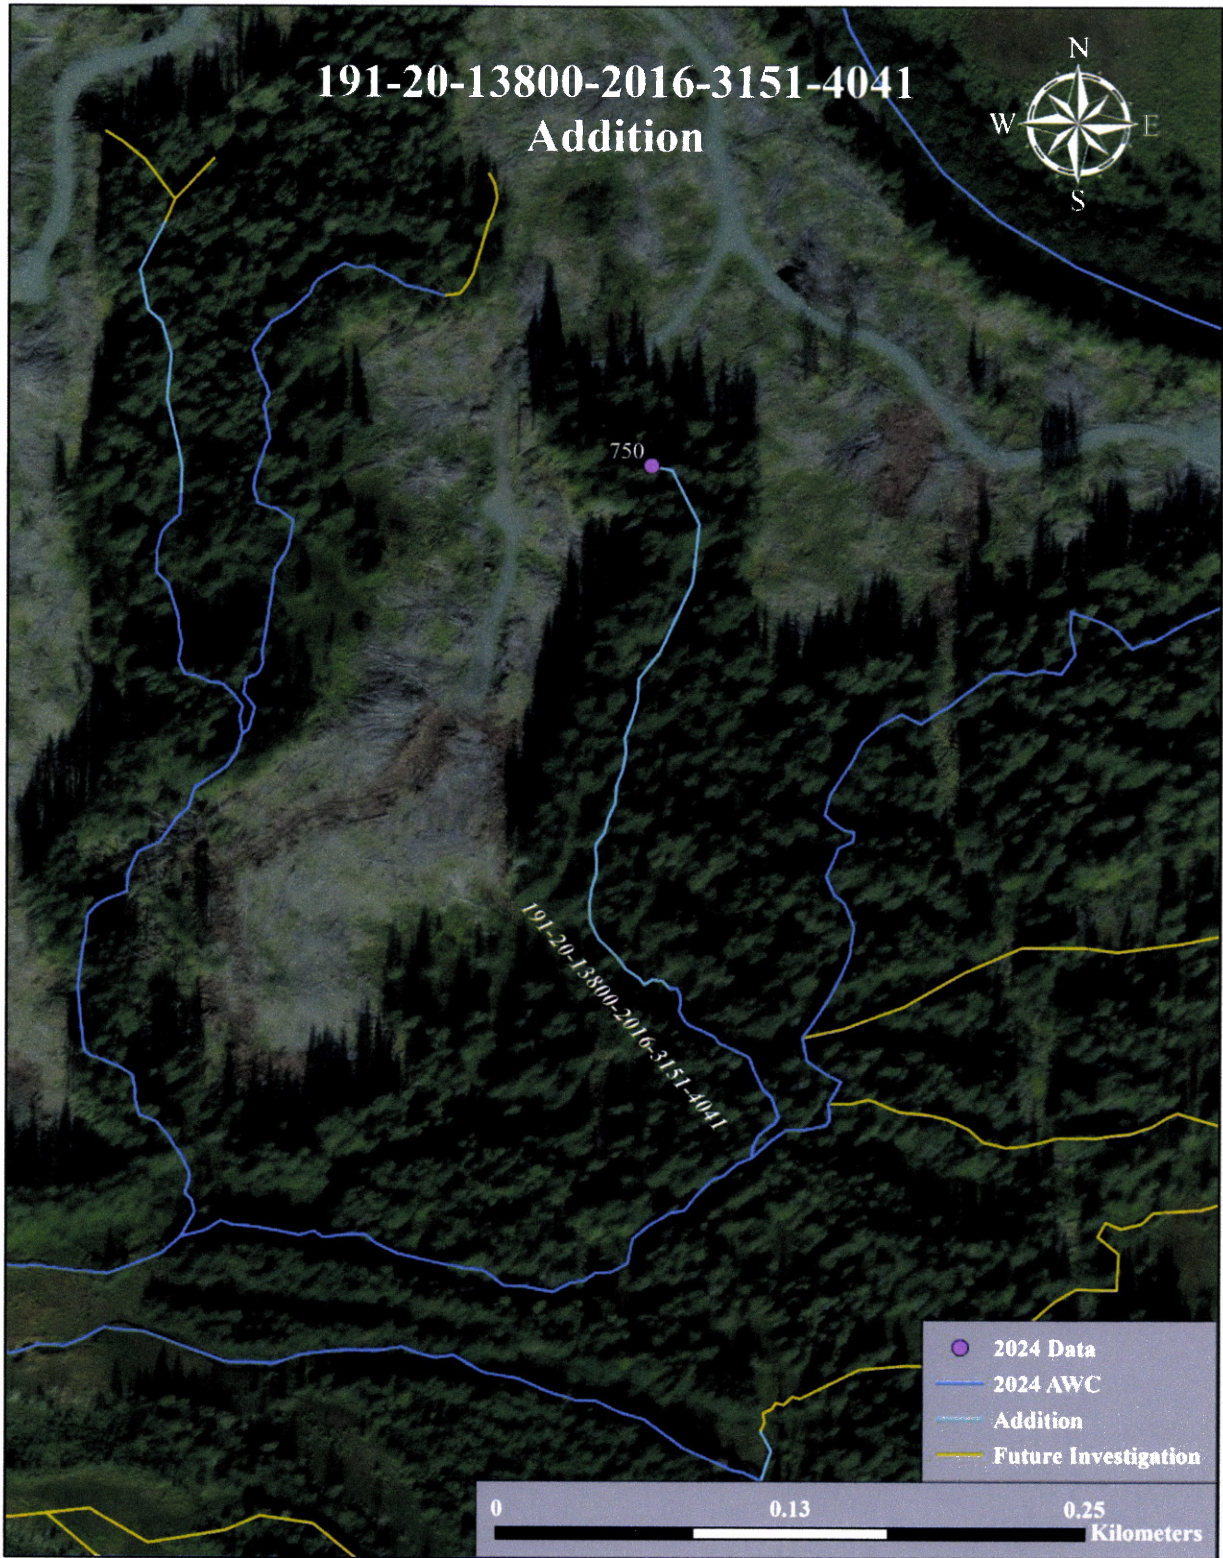 191-20-13800-2016-3151-4041
Addition
N
W E
S
750
191-20-13800-2016-3151-4041
2024 Data
2024 AWC
Addition
Future Investigation
0 0.13 0.25
Kilometers